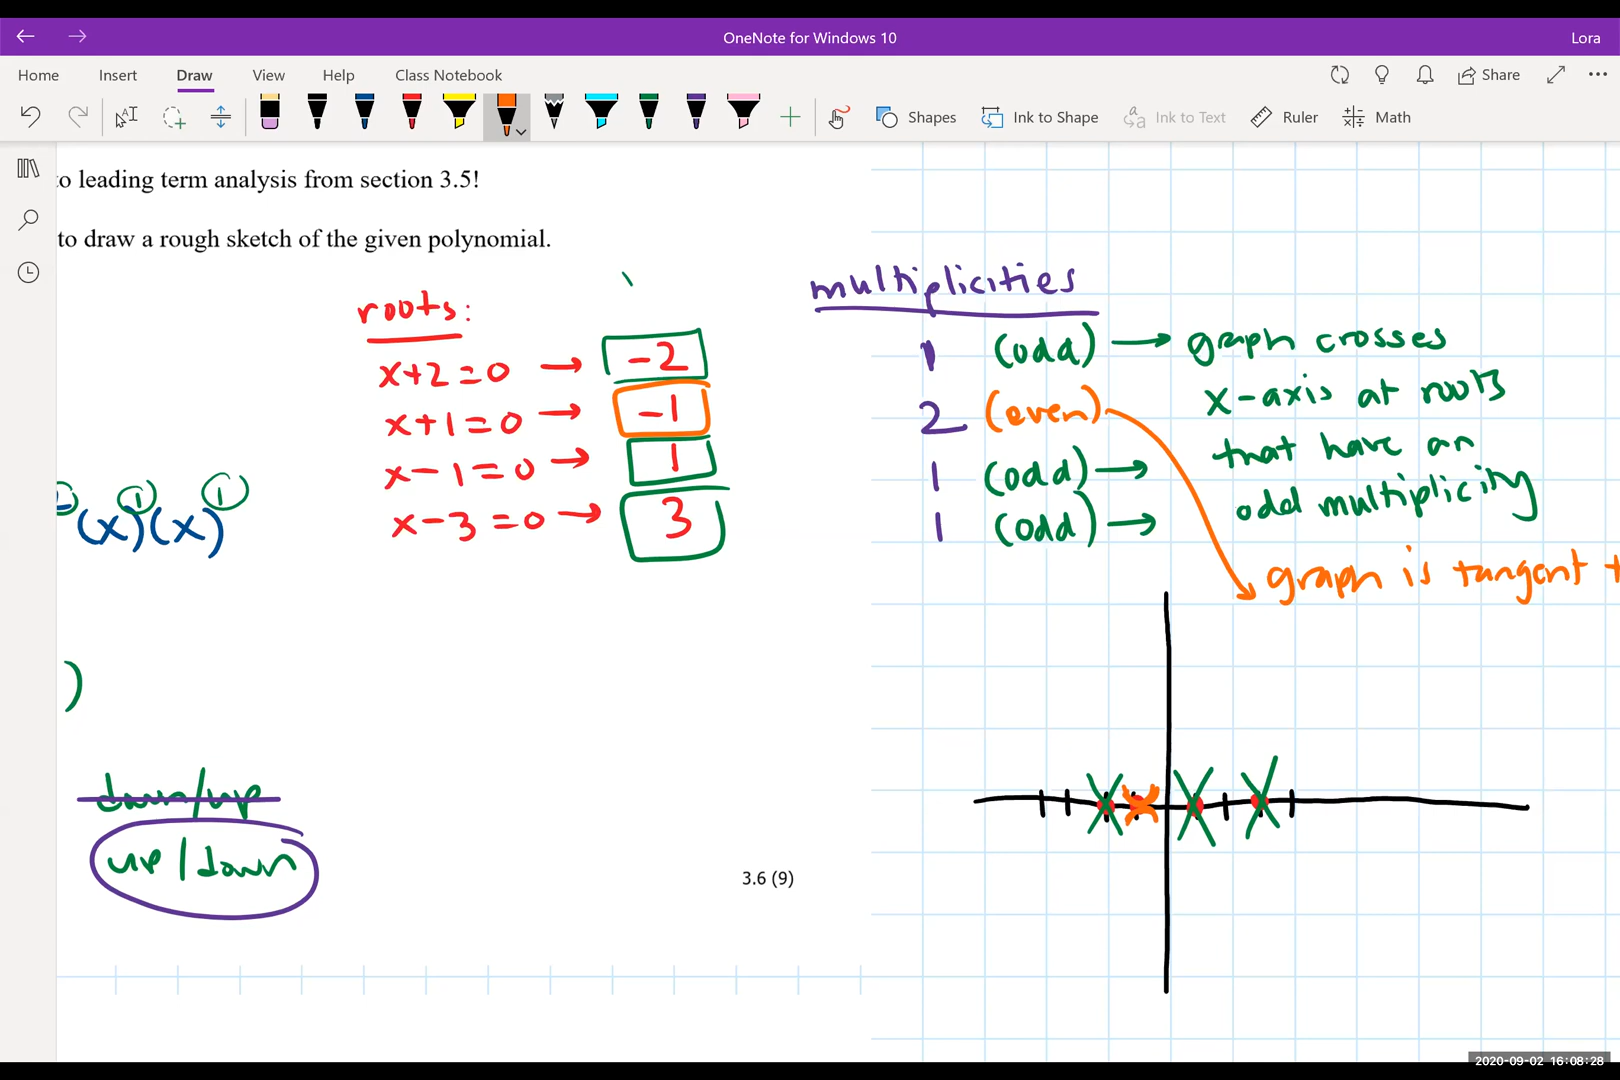 OneNote for Windows 10
Lora
Home Insert Draw View Help Class Notebook
Share
Shapes Ink to Shape Ink to Text Ruler Math
to leading term analysis from section 3.5!
to draw a rough sketch of the given polynomial.
roots:
x+2=0 → -2
x+1=0 → -1
x-1=0 → 1
x-3=0 → 3
multiplicities
1 (odd) → graph crosses
x-axis at roots
that have an
odd multiplicity
2 (even)
1 (odd) →
1 (odd) →
graph is tangent t
(x)^1(x)^1
)
down/up
up/down
3.6 (9)
2020-09-02 16:08:28